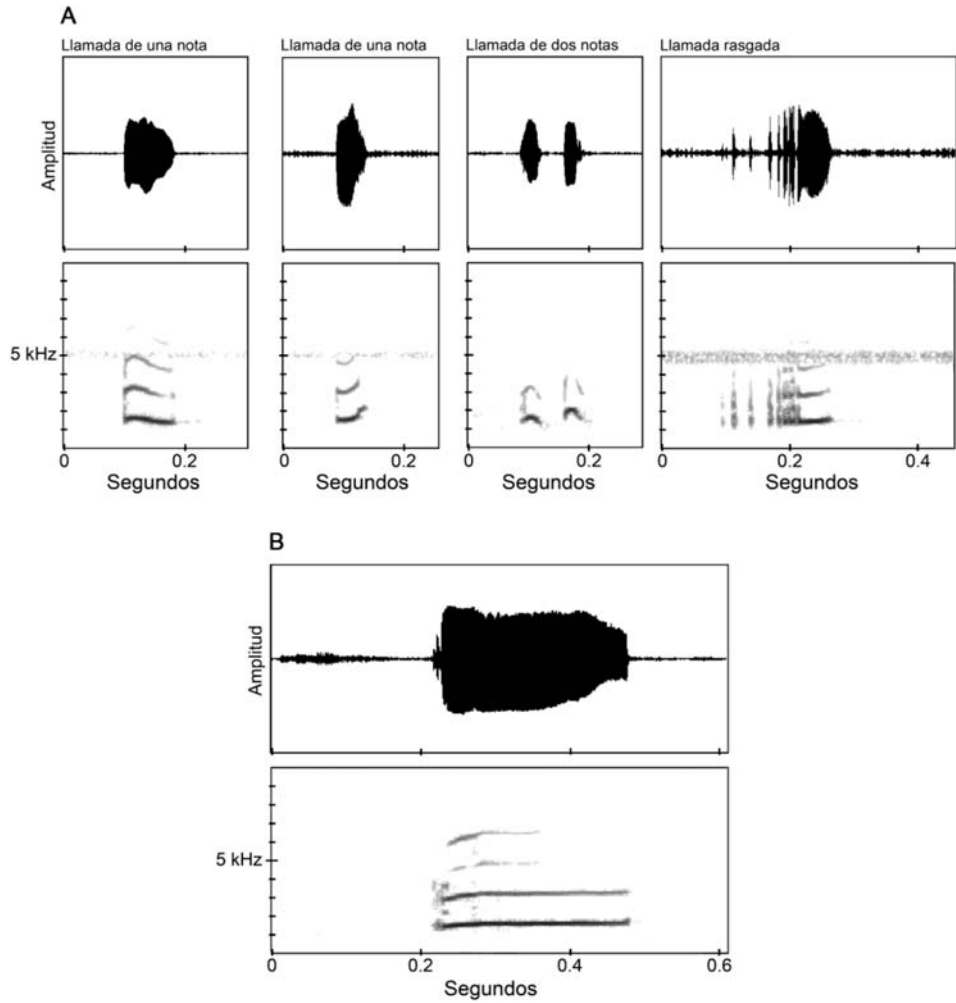 A
Llamada de una nota
Llamada de una nota
Llamada de dos notas
Llamada rasgada
Amplitud
5 kHz
0 0.2
0 0.2
0 0.2
0 0.2 0.4
Segundos
Segundos
Segundos
Segundos
B
Amplitud
5 kHz
0 0.2 0.4 0.6
Segundos